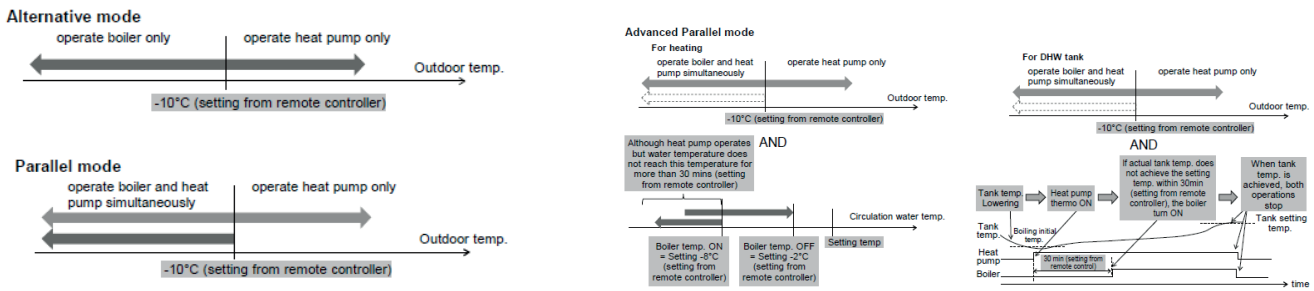 Alternative mode
operate boiler only
operate heat pump only
Outdoor temp.
-10°C (setting from remote controller)
Parallel mode
operate boiler and heat
pump simultaneously
operate heat pump only
Outdoor temp.
-10°C (setting from remote controller)
Advanced Parallel mode
For heating
operate boiler and heat
pump simultaneously
operate heat pump only
Outdoor temp.
-10°C (setting from remote controller)
AND
Although heat pump operates
but water temperature does
not reach this temperature for
more than 30 mins (setting
from remote controller)
Circulation water temp.
Boiler temp. ON
= Setting -8°C
(setting from
remote controller)
Boiler temp. OFF
= Setting -2°C
(setting from
remote controller)
Setting temp
For DHW tank
operate boiler and heat
pump simultaneously
operate heat pump only
Outdoor temp.
-10°C (setting from remote controller)
AND
Tank temp.
Lowering
Heat pump
thermo ON
If actual tank temp. does
not achieve the setting
temp. within 30min
(setting from remote
controller), the boiler
turn ON
When tank
temp. is
achieved, both
operations
stop
Tank setting
temp.
Tank
temp.
Boiling initial
temp.
Heat
pump
30 min (setting from
remote control)
Boiler
time